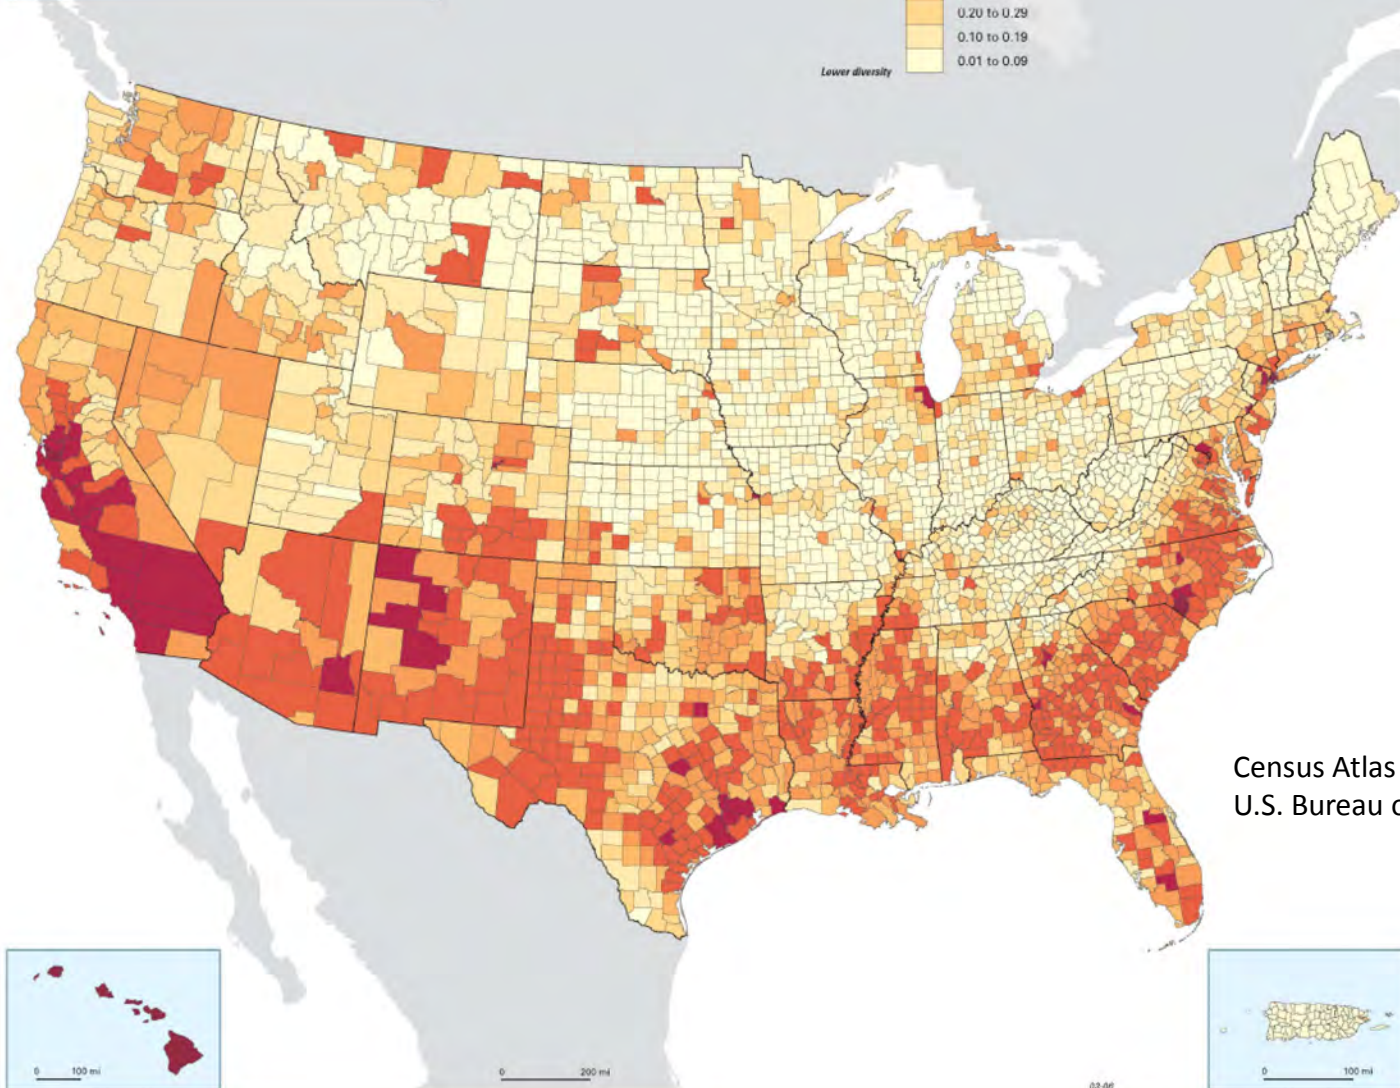 0.20 to 0.29
0.10 to 0.19
0.01 to 0.09
Lower diversity
Census Atlas
U.S. Bureau o
0 100 mi
0 200 mi
0 100 mi